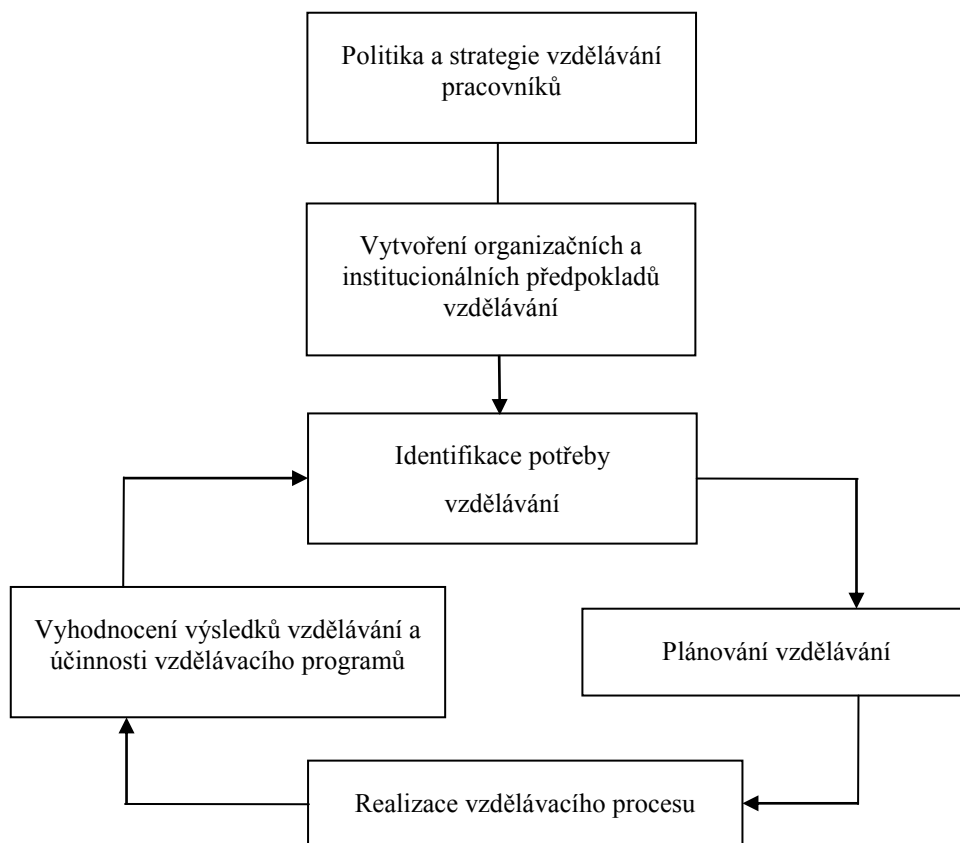 Politika a strategie vzdělávání
pracovníků
Vytvoření organizačních a
institucionálních předpokladů
vzdělávání
Identifikace potřeby
vzdělávání
Vyhodnocení výsledků vzdělávání a
účinnosti vzdělávacího programů
Plánování vzdělávání
Realizace vzdělávacího procesu